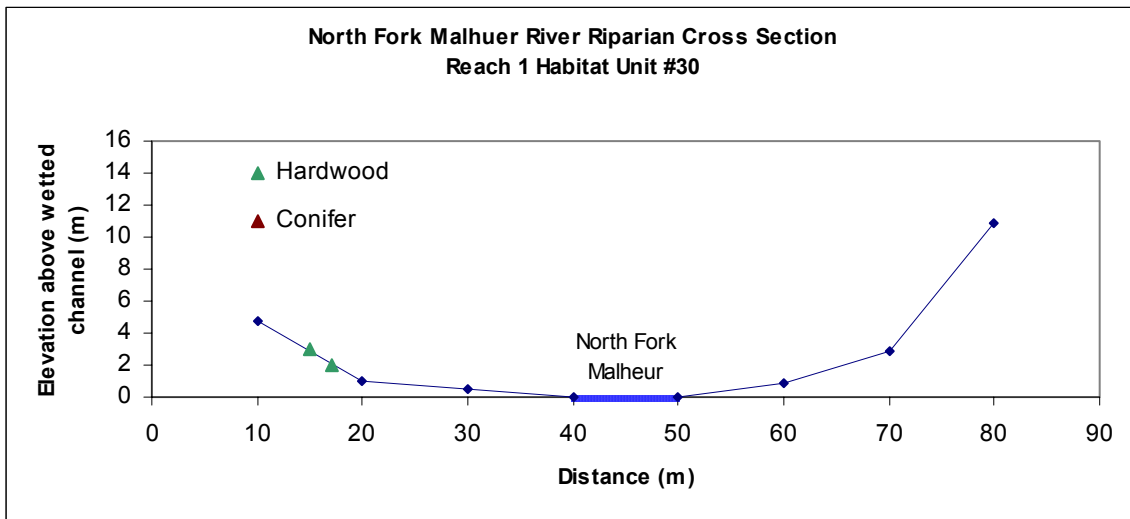 North Fork Malhuer River Riparian Cross Section
Reach 1 Habitat Unit #30
Elevation above wetted
channel (m)
16
14
12
10
8
6
4
2
0
Hardwood
Conifer
North Fork
Malheur
0 10 20 30 40 50 60 70 80 90
Distance (m)